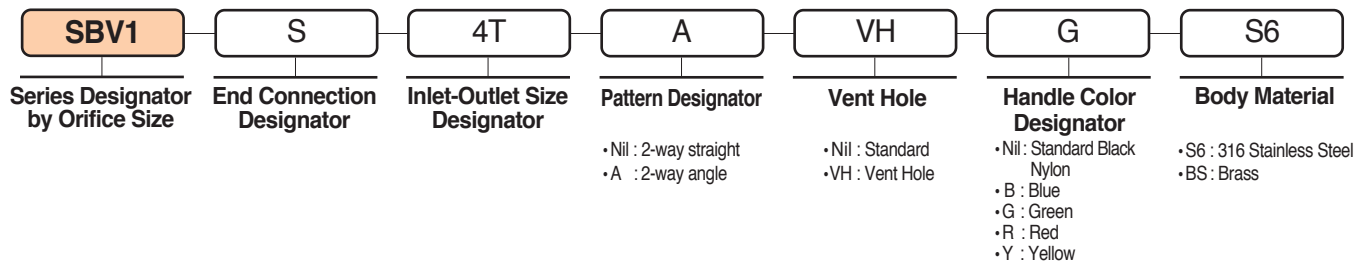 SBV1 S 4T A VH G S6
Series Designator by Orifice Size
End Connection Designator
Inlet-Outlet Size Designator
Pattern Designator
• Nil : 2-way straight
• A : 2-way angle
Vent Hole
• Nil : Standard
• VH : Vent Hole
Handle Color Designator
• Nil : Standard Black Nylon
• B : Blue
• G : Green
• R : Red
• Y : Yellow
Body Material
• S6 : 316 Stainless Steel
• BS : Brass